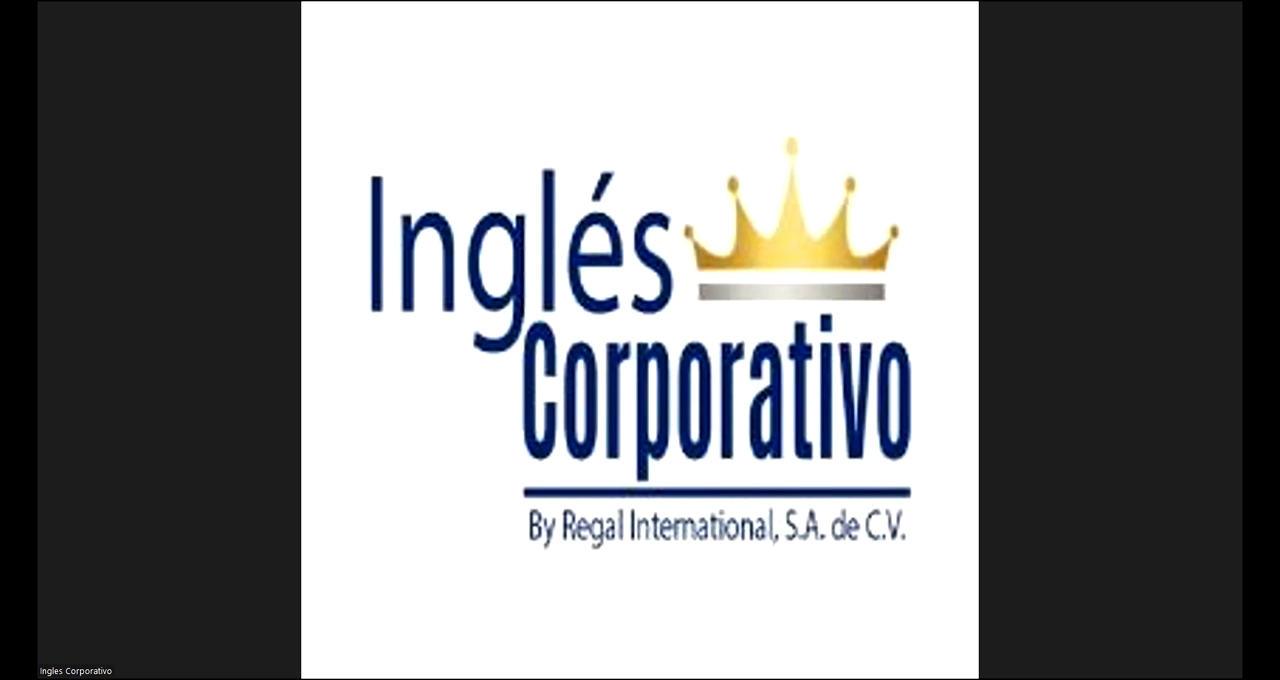 Inglés
Corporativo
By Regal International, S.A. de C.V.
Ingles Corporativo